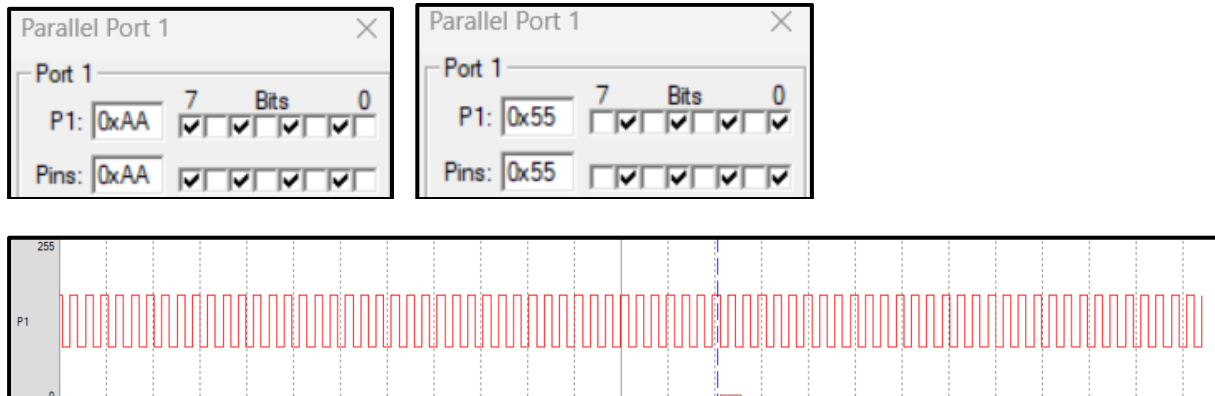 Parallel Port 1
Port 1
7 Bits 0
P1: 0xAA
Pins: 0xAA
Parallel Port 1
Port 1
7 Bits 0
P1: 0x55
Pins: 0x55
255
P1
0